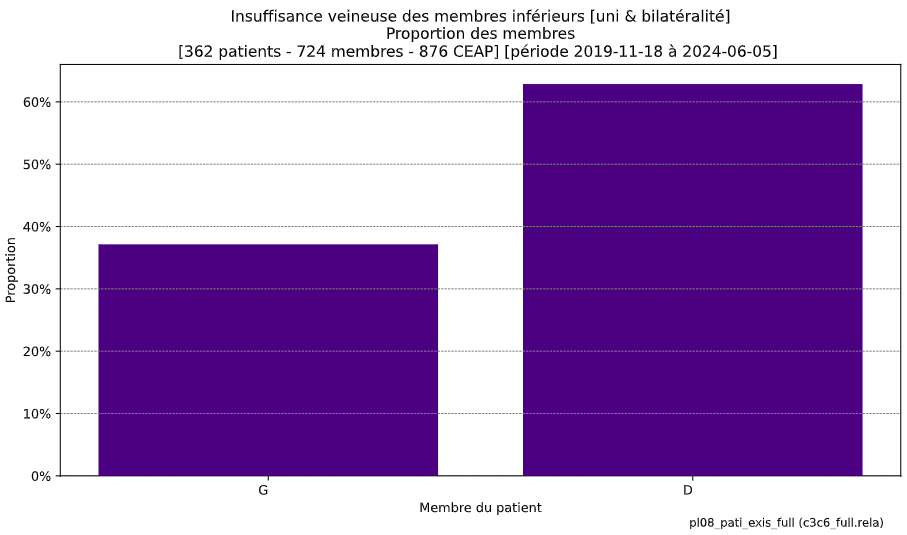 Insuffisance veineuse des membres inférieurs [uni & bilatéralité]
Proportion des membres
[362 patients - 724 membres - 876 CEAP] [période 2019-11-18 à 2024-06-05]
60%
50%
40%
30%
20%
10%
0%
Proportion
G
D
Membre du patient
pl08_pati_exis_full (c3c6_full.rela)